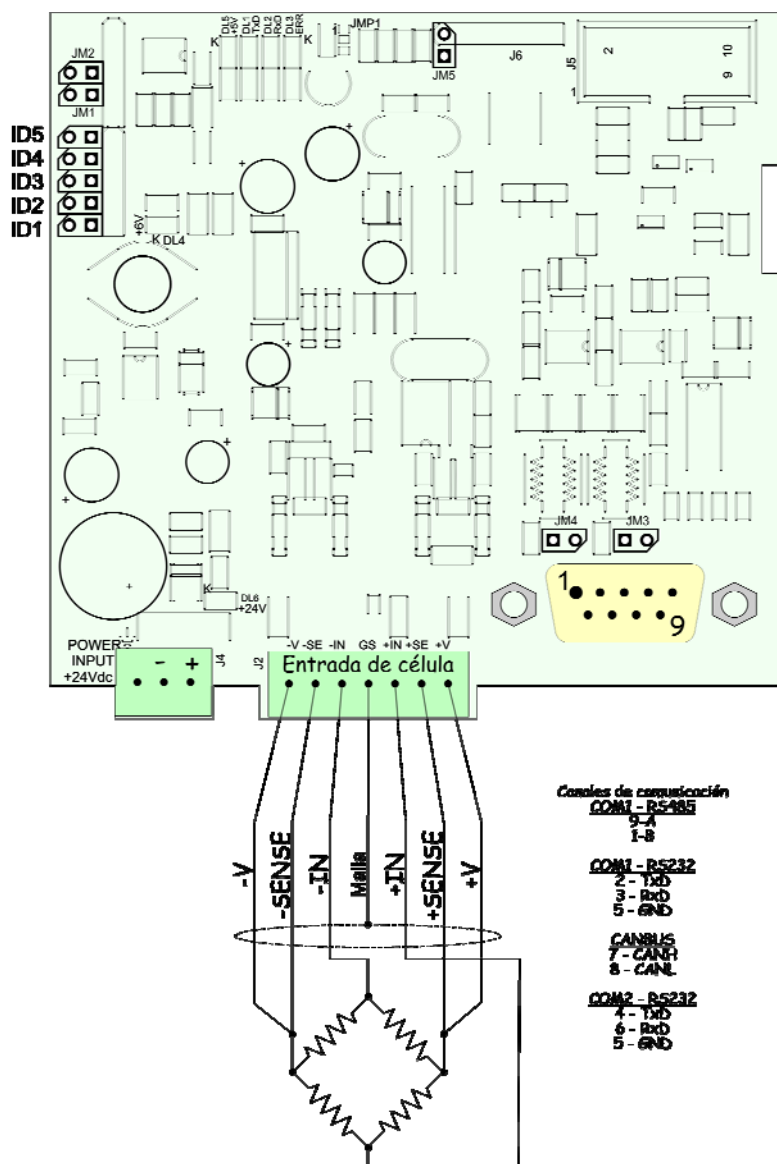 DL5
+5V
DL1
TxD
DL2
RxD
DL3
ERR
K
K
1
JMP1
JM5
J6
J5
2
10
9
1
JM2
JM1
ID5
ID4
ID3
ID2
ID1
+6V
K DL4
JM4
JM3
K
DL6
+24V
1
9
POWER
INPUT
+24Vdc
- +
J4
J2
-V -SE -IN GS +IN +SE +V
Entrada de célula
-V
-SENSE
-IN
Malla
+IN
+SENSE
+V
Canales de comunicación
COM1 - RS485
9-A
1-B
COM1 - RS232
2 - TxD
3 - RxD
5 - GND
CANBUS
7 - CANH
8 - CANL
COM2 - RS232
4 - TxD
6 - RxD
5 - GND